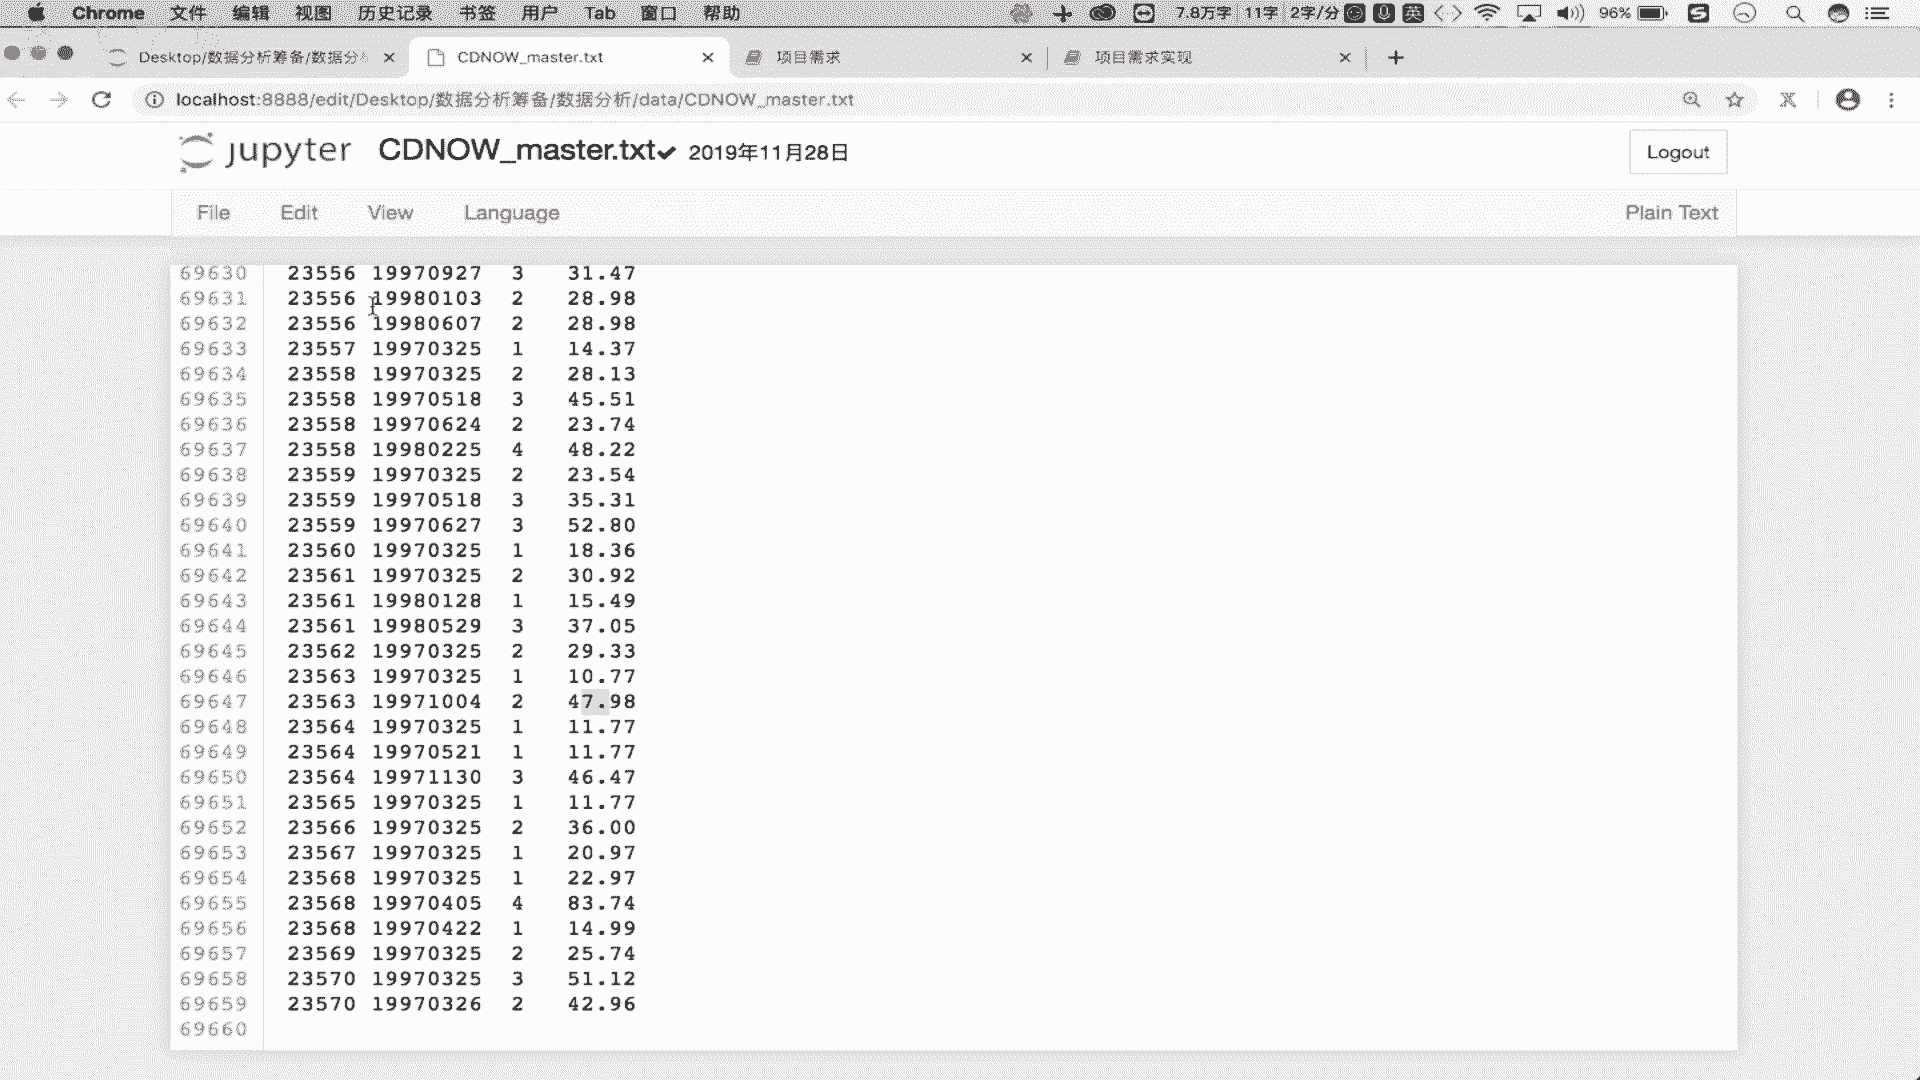 Chrome 文件 编辑 视图 历史记录 书签 用户 Tab 窗口 帮助 7.8万字 11字 2字/分 英 96%
Desktop/数据分析筹备/数据分 CDNOW_master.txt 项目需求 项目需求实现
localhost:8888/edit/Desktop/数据分析筹备/数据分析/data/CDNOW_master.txt
jupyter CDNOW_master.txt 2019年11月28日 Logout
File Edit View Language Plain Text
69630 23556 19970927 3 31.47
69631 23556 19980103 2 28.98
69632 23556 19980607 2 28.98
69633 23557 19970325 1 14.37
69634 23558 19970325 2 28.13
69635 23558 19970518 3 45.51
69636 23558 19970624 2 23.74
69637 23558 19980225 4 48.22
69638 23559 19970325 2 23.54
69639 23559 19970518 3 35.31
69640 23559 19970627 3 52.80
69641 23560 19970325 1 18.36
69642 23561 19970325 2 30.92
69643 23561 19980128 1 15.49
69644 23561 19980529 3 37.05
69645 23562 19970325 2 29.33
69646 23563 19970325 1 10.77
69647 23563 19971004 2 47.98
69648 23564 19970325 1 11.77
69649 23564 19970521 1 11.77
69650 23564 19971130 3 46.47
69651 23565 19970325 1 11.77
69652 23566 19970325 2 36.00
69653 23567 19970325 1 20.97
69654 23568 19970325 1 22.97
69655 23568 19970405 4 83.74
69656 23568 19970422 1 14.99
69657 23569 19970325 2 25.74
69658 23570 19970325 3 51.12
69659 23570 19970326 2 42.96
69660